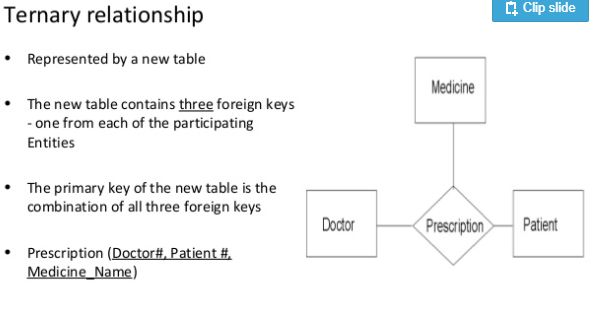 Ternary relationship
Clip slide
• Represented by a new table
• The new table contains three foreign keys
- one from each of the participating
Entities
• The primary key of the new table is the
combination of all three foreign keys
• Prescription (Doctor#, Patient #,
Medicine_Name)
Medicine
Doctor
Prescription
Patient